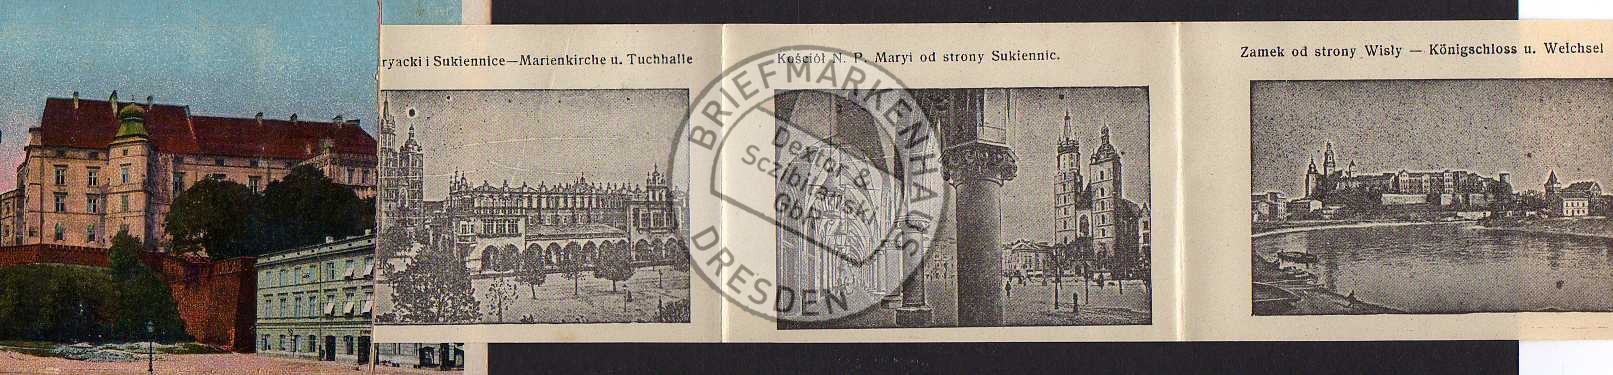 ryacki i Sukiennice—Marienkirche u. Tuchhalle
Kościół N. P. Maryi od strony Sukiennic.
Zamek od strony Wisły — Königschloss u. Weichsel
BRIEFMARKENHAUS
Dextor &
Sczibiranski
GbR
DRESDEN